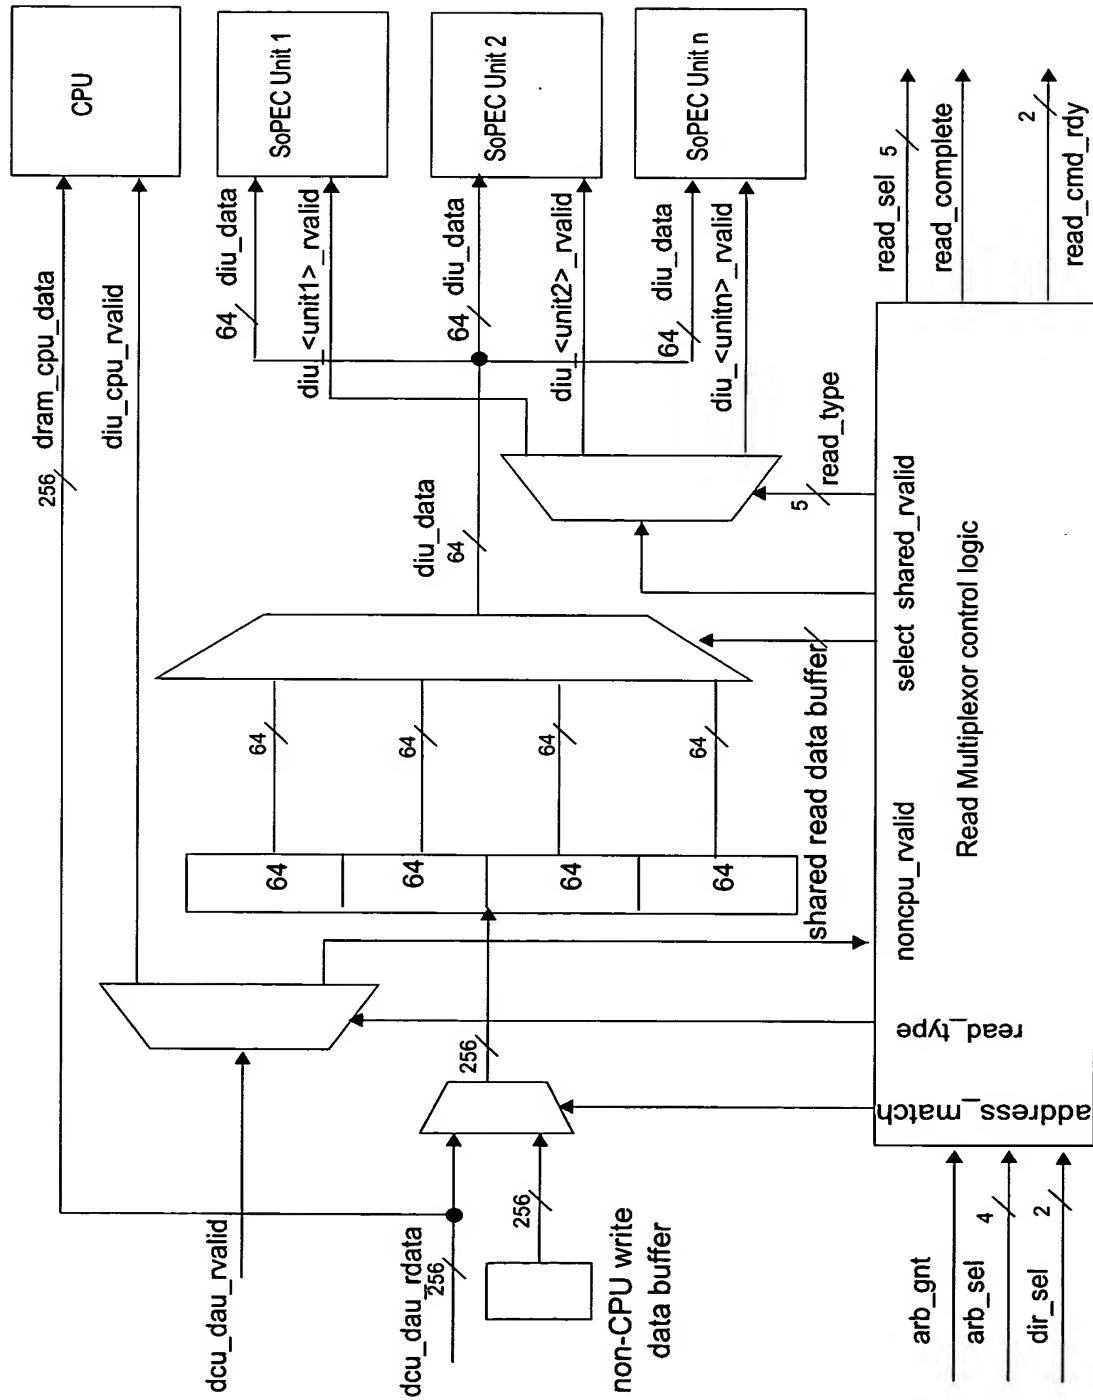 CPU
SoPEC Unit 1
SoPEC Unit 2
SoPEC Unit n
256
dram_cpu_data
diu_cpu_rvalid
64
diu_data
diu_<unit1>_rvalid
64
diu_data
diu_<unit2>_rvalid
64
diu_data
diu_<unitn>_rvalid
read_sel
5
read_complete
2
read_cmd_rdy
diu_data
64
5
read_type
64
64
64
64
64
64
64
64
shared read data buffer
256
dcu_dau_rvalid
dcu_dau_rdata
256
256
non-CPU write
data buffer
address_match
read_type
noncpu_rvalid
select
shared_rvalid
Read Multiplexor control logic
arb_gnt
arb_sel
4
dir_sel
2